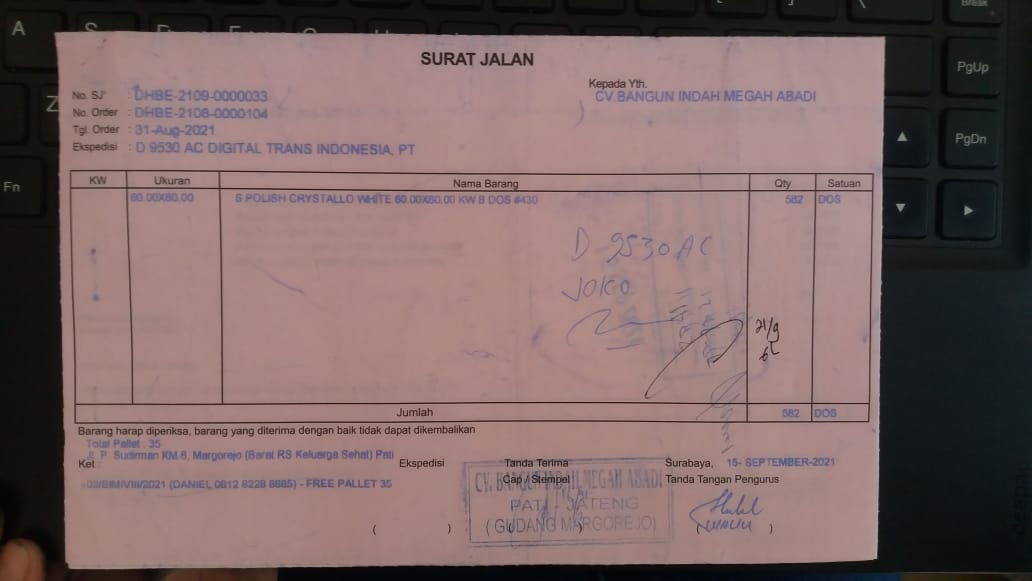 SURAT JALAN
No. SJ : DHBE-2109-0000033
No. Order : DHBE-2108-0000104
Tgl. Order : 31-Aug-2021
Ekspedisi : D 9530 AC DIGITAL TRANS INDONESIA, PT
Kepada Yth.
CV.BANGUN INDAH MEGAH ABADI
KW Ukuran Nama Barang Qty Satuan
60.00X60.00 S POLISH CRYSTALLO WHITE 60.00X60.00 KW B DOS #430 582 DOS
D 9530 AC
JOKO
21/9
Jumlah 582 DOS
Barang harap diperiksa, barang yang diterima dengan baik tidak dapat dikembalikan
Total Pallet : 35
Jl. P. Sudirman KM.6, Margorejo (Barat RS Keluarga Sehat) Pati
Ket :
03/BIM/VIII/2021 (DANIEL 0812 8228 8885) - FREE PALLET 35
Ekspedisi
Tanda Terima
Cap / Stempel
Surabaya, 15- SEPTEMBER-2021
Tanda Tangan Pengurus
CV. BANGUN INDAH MEGAH ABADI
PATI - JATENG
(GUDANG MARGOREJO)
PgUp
PgDn
Fn
A
Z
Break